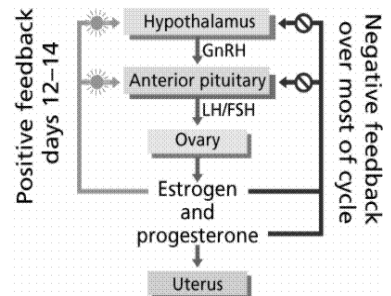 Hypothalamus
GnRH
Anterior pituitary
LH/FSH
Ovary
Estrogen
and
progesterone
Uterus
Positive feedback
days 12–14
Negative feedback
over most of cycle